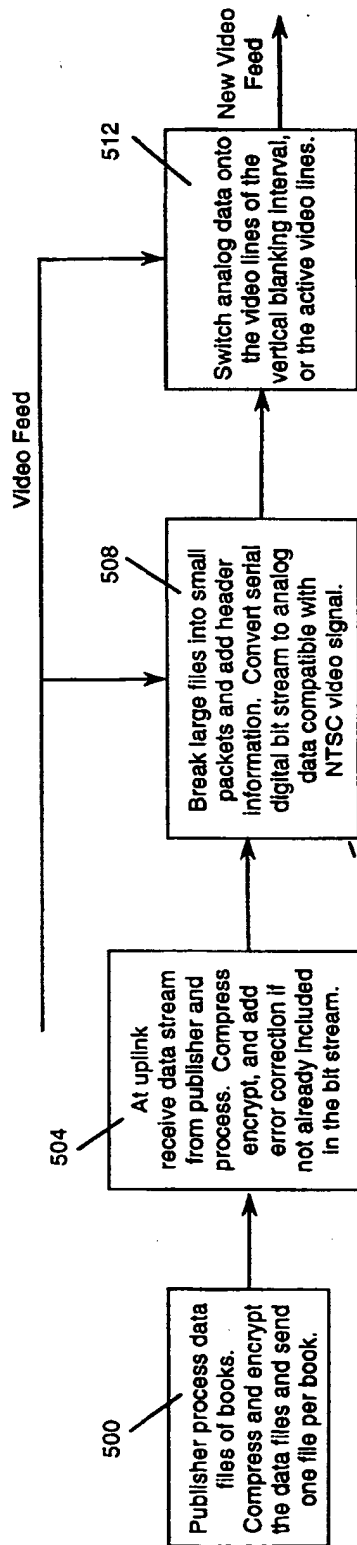 500
Publisher process data
files of books.
Compress and encrypt
the data files and send
one file per book.
504
At uplink
receive data stream
from publisher and
process. Compress
encrypt, and add
error correction if
not already included
in the bit stream.
Video Feed
508
Break large files into small
packets and add header
information. Convert serial
digital bit stream to analog
data compatible with
NTSC video signal.
512
Switch analog data onto
the video lines of the
vertical blanking interval,
or the active video lines.
New Video
Feed